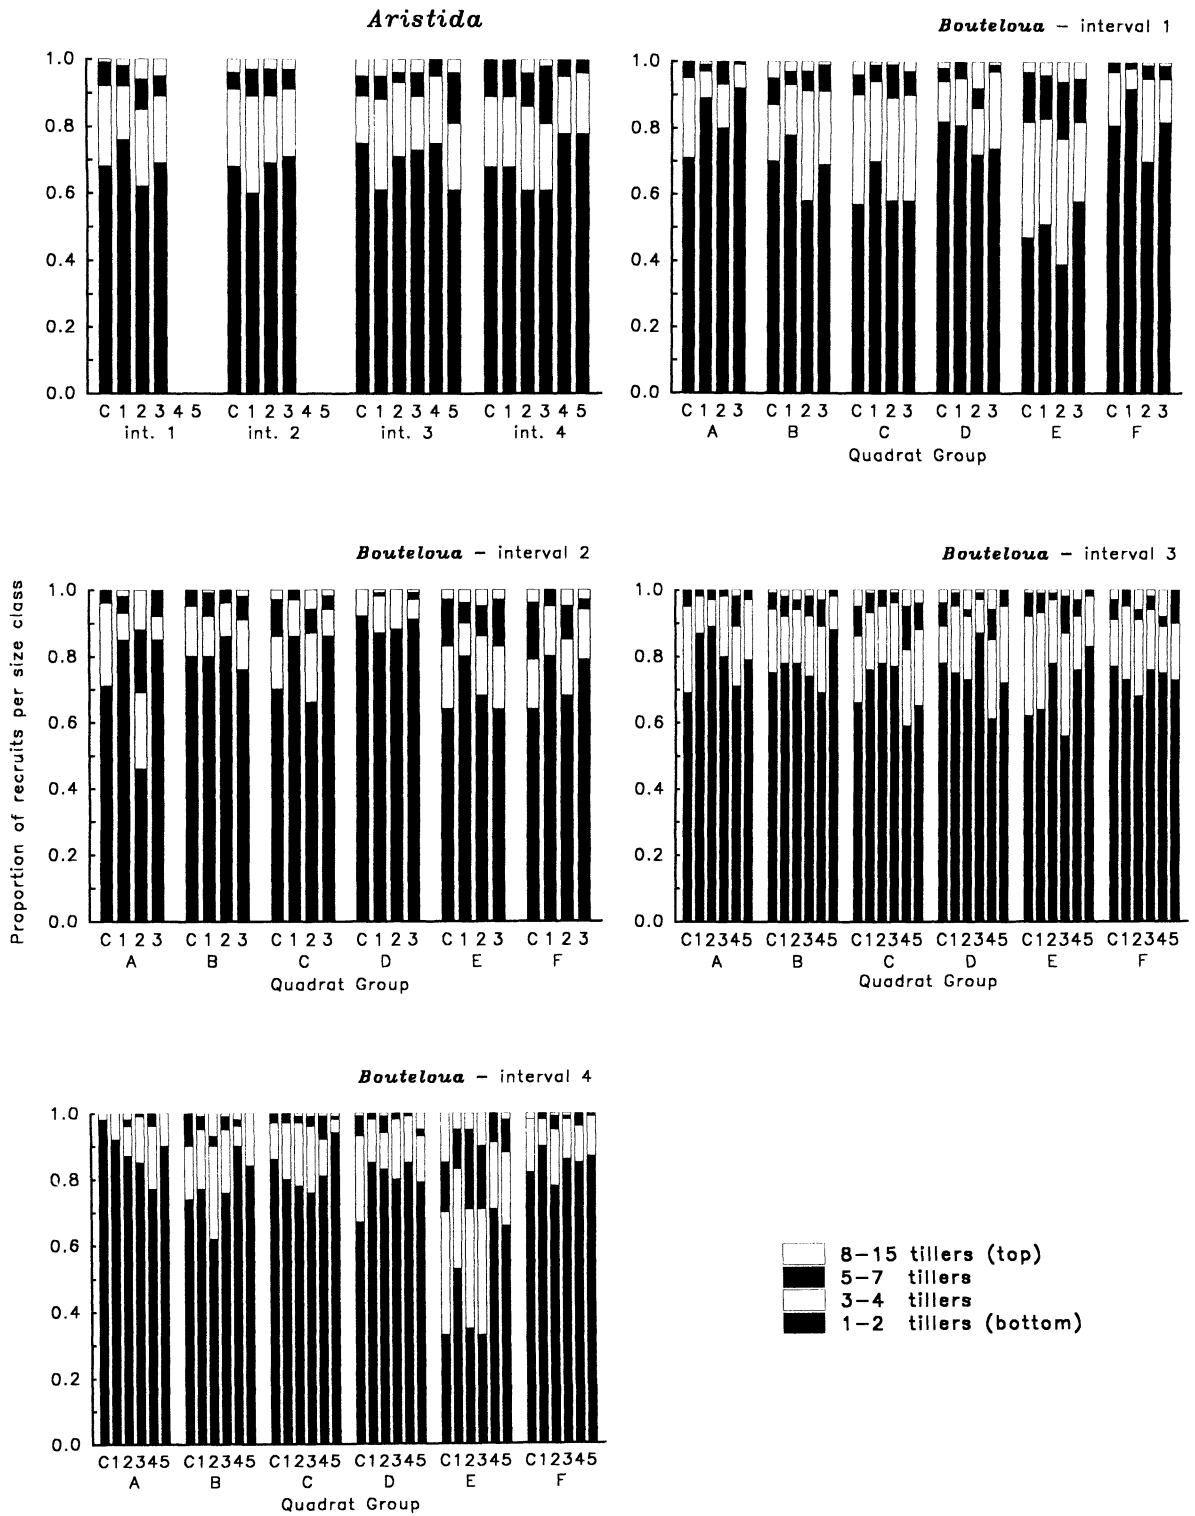 Aristida
1.0
0.8
0.6
0.4
0.2
0.0
C 1 2 3 4 5 C 1 2 3 4 5 C 1 2 3 4 5 C 1 2 3 4 5
int. 1 int. 2 int. 3 int. 4
Bouteloua – interval 1
1.0
0.8
0.6
0.4
0.2
0.0
C 1 2 3 C 1 2 3 C 1 2 3 C 1 2 3 C 1 2 3 C 1 2 3
A B C D E F
Quadrat Group
Proportion of recruits per size class
Bouteloua – interval 2
1.0
0.8
0.6
0.4
0.2
0.0
C 1 2 3 C 1 2 3 C 1 2 3 C 1 2 3 C 1 2 3 C 1 2 3
A B C D E F
Quadrat Group
Bouteloua – interval 3
1.0
0.8
0.6
0.4
0.2
0.0
C12345 C12345 C12345 C12345 C12345 C12345
A B C D E F
Quadrat Group
Bouteloua – interval 4
1.0
0.8
0.6
0.4
0.2
0.0
C12345 C12345 C12345 C12345 C12345 C12345
A B C D E F
Quadrat Group
8–15 tillers (top)
5–7 tillers
3–4 tillers
1–2 tillers (bottom)